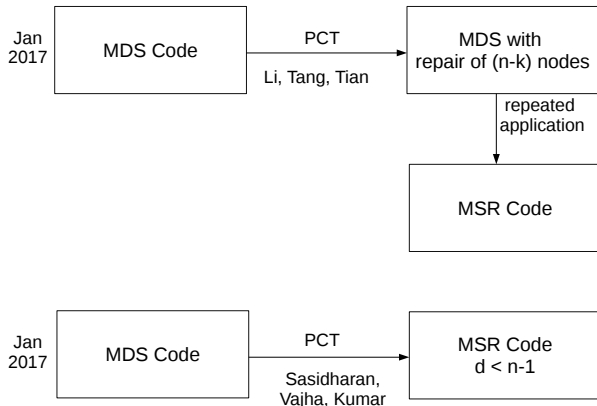 Jan
2017
MDS Code
PCT
Li, Tang, Tian
MDS with
repair of (n-k) nodes
repeated
application
MSR Code
Jan
2017
MDS Code
PCT
Sasidharan,
Vajha, Kumar
MSR Code
d < n-1